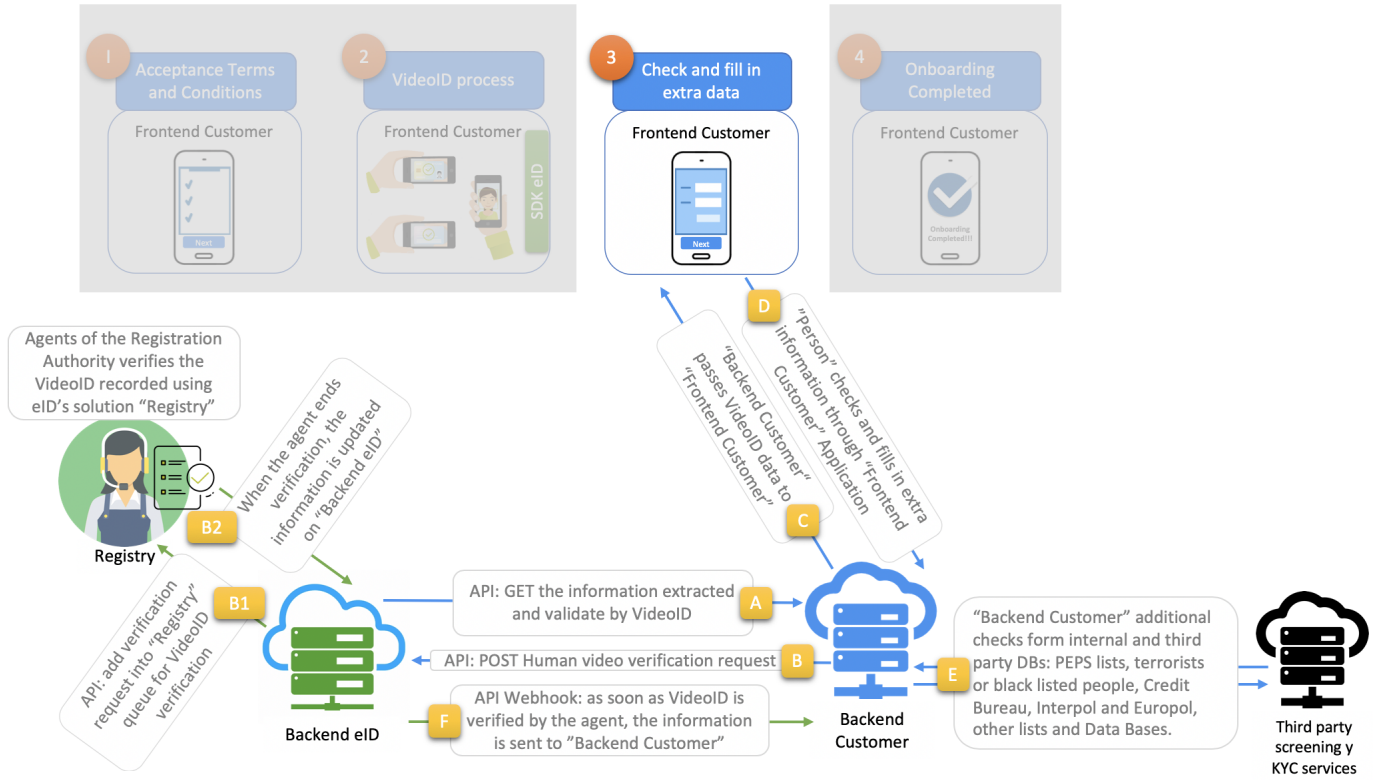 1
Acceptance Terms
and Conditions
Frontend Customer
Next
2
VideoID process
Frontend Customer
SDK eID
3
Check and fill in
extra data
Frontend Customer
Next
4
Onboarding
Completed
Frontend Customer
Onboarding
Completed!!!
Agents of the Registration
Authority verifies the
VideoID recorded using
eID’s solution “Registry”
Registry
B2
When the agent ends
verification, the
information is updated
on “Backend eID”
B1
API: add verification
request into “Registry”
queue for VideoID
verification
Backend eID
API: GET the information extracted
and validate by VideoID
A
API: POST Human video verification request
B
F
API Webhook: as soon as VideoID is
verified by the agent, the information
is sent to ”Backend Customer”
C
“Backend Customer“
passes VideoID data to
“Frontend Customer”
D
”Person” checks and fills in extra
information through “Frontend
Customer” Application
Backend
Customer
E
“Backend Customer” additional
checks form internal and third
party DBs: PEPS lists, terrorists
or black listed people, Credit
Bureau, Interpol and Europol,
other lists and Data Bases.
Third party
screening y
KYC services